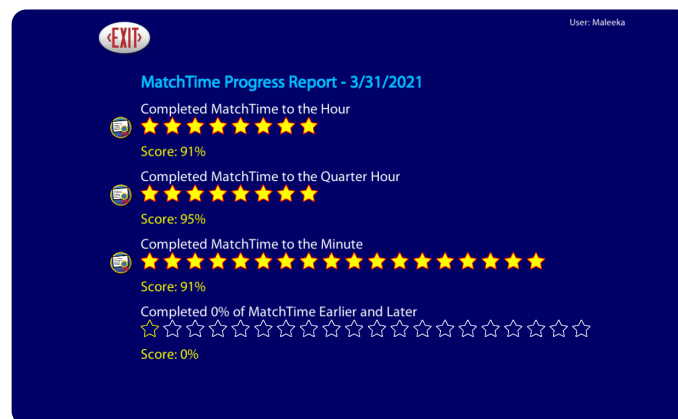 User: Maleeka
EXIT
MatchTime Progress Report - 3/31/2021
Completed MatchTime to the Hour
Score: 91%
Completed MatchTime to the Quarter Hour
Score: 95%
Completed MatchTime to the Minute
Score: 91%
Completed 0% of MatchTime Earlier and Later
Score: 0%